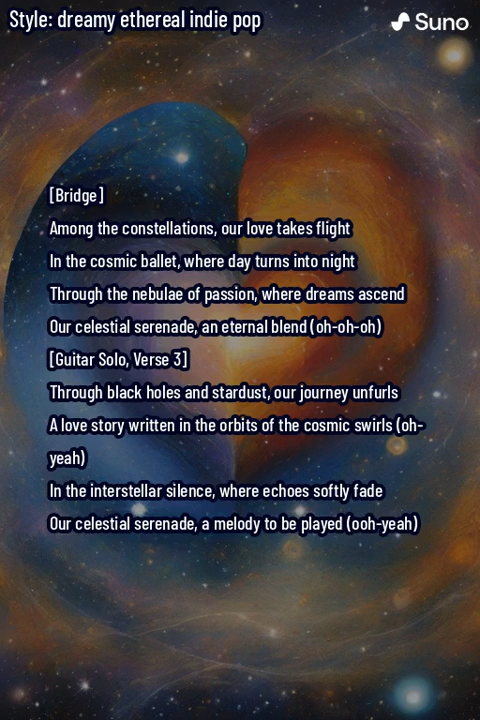 Style: dreamy ethereal indie pop
Suno
[Bridge]
Among the constellations, our love takes flight
In the cosmic ballet, where day turns into night
Through the nebulae of passion, where dreams ascend
Our celestial serenade, an eternal blend (oh-oh-oh)
[Guitar Solo, Verse 3]
Through black holes and stardust, our journey unfurls
A love story written in the orbits of the cosmic swirls (oh-
yeah)
In the interstellar silence, where echoes softly fade
Our celestial serenade, a melody to be played (ooh-yeah)